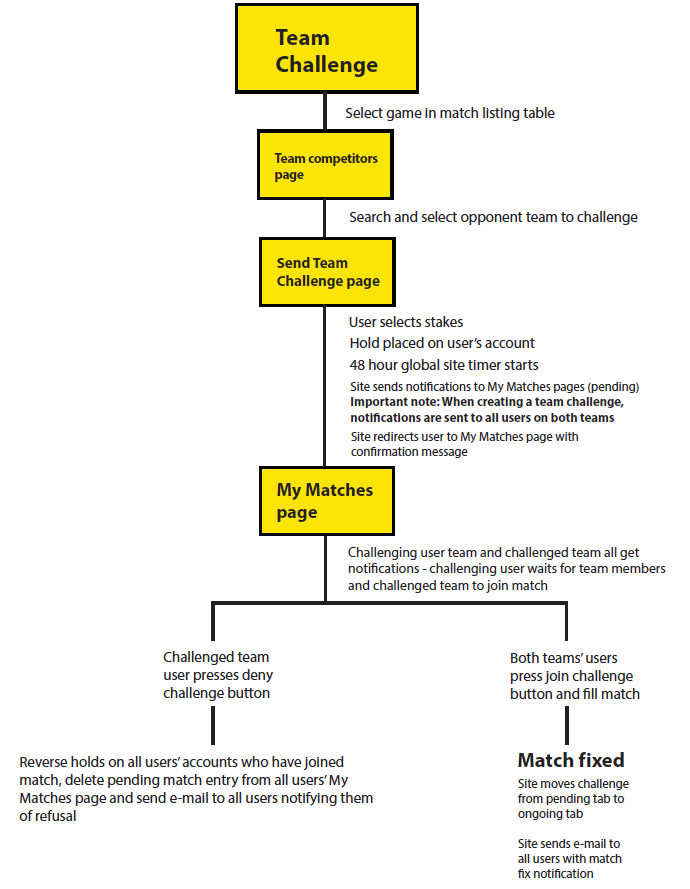 Team
Challenge
Select game in match listing table
Team competitors
page
Search and select opponent team to challenge
Send Team
Challenge page
User selects stakes
Hold placed on user's account
48 hour global site timer starts
Site sends notifications to My Matches pages (pending)
Important note: When creating a team challenge,
notifications are sent to all users on both teams
Site redirects user to My Matches page with
confirmation message
My Matches
page
Challenging user team and challenged team all get
notifications - challenging user waits for team members
and challenged team to join match
Challenged team
user presses deny
challenge button
Reverse holds on all users' accounts who have joined
match, delete pending match entry from all users' My
Matches page and send e-mail to all users notifying them
of refusal
Both teams' users
press join challenge
button and fill match
Match fixed
Site moves challenge
from pending tab to
ongoing tab
Site sends e-mail to
all users with match
fix notification